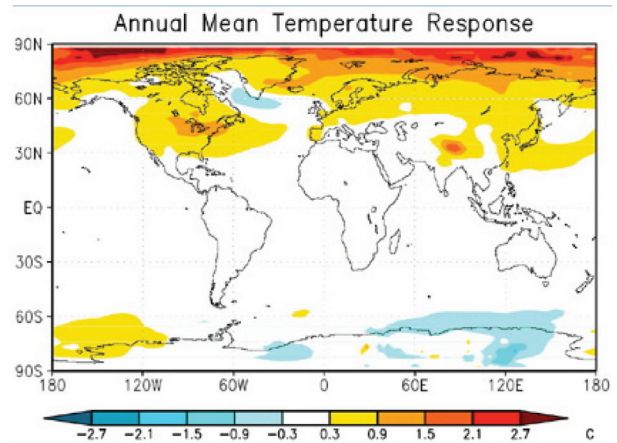 Annual Mean Temperature Response
90N
60N
30N
EQ
30S
60S
90S
180 120W 60W 0 60E 120E 180
-2.7 -2.1 -1.5 -0.9 -0.3 0.3 0.9 1.5 2.1 2.7 C